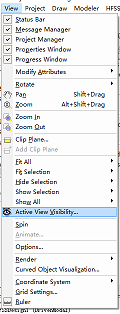 View Project Draw Modeler HFSS
Status Bar
Message Manager
Project Manager
Properties Window
Progress Window
Modify Attributes
Rotate
Pan Shift+Drag
Zoom Alt+Shift+Drag
Zoom In
Zoom Out
Clip Plane...
Add Clip Plane
Fit All
Fit Selection
Hide Selection
Show Selection
Show All
Active View Visibility...
Spin
Animate...
Options...
Render
Curved Object Visualization...
Coordinate System
Grid Settings...
Ruler